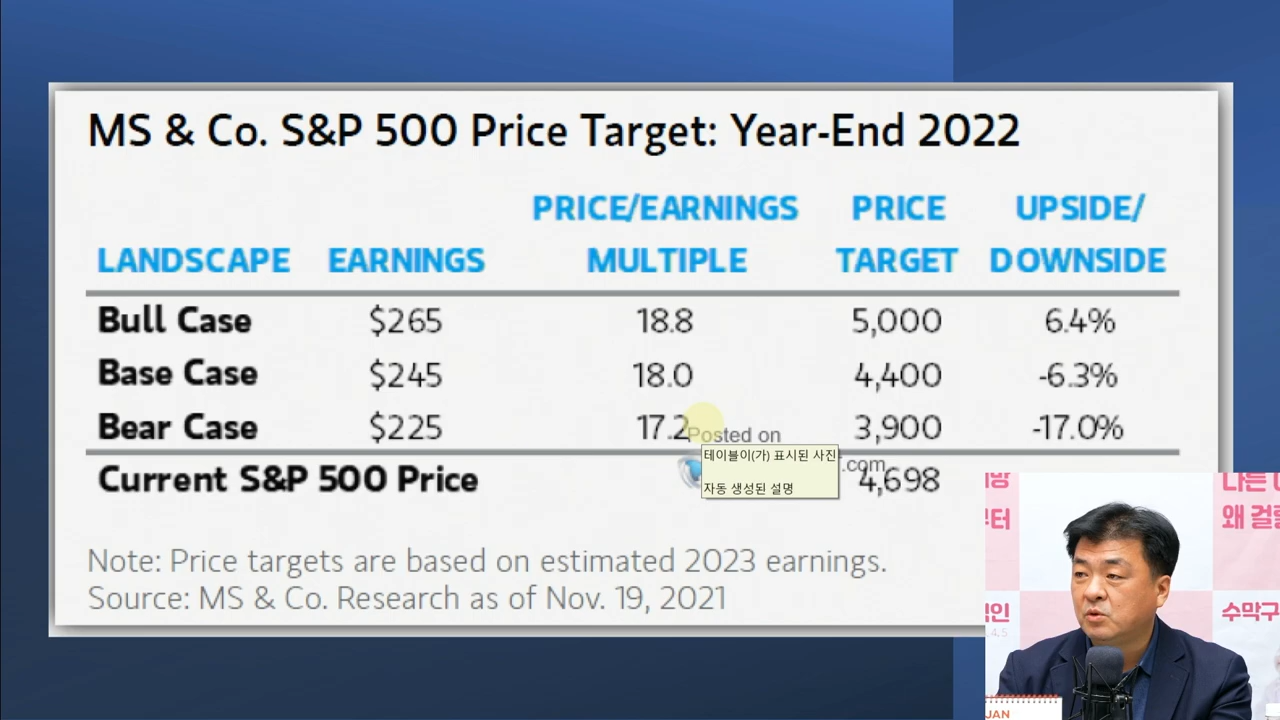 MS & Co. S&P 500 Price Target: Year-End 2022
LANDSCAPE EARNINGS PRICE/EARNINGS MULTIPLE PRICE TARGET UPSIDE/DOWNSIDE
Bull Case $265 18.8 5,000 6.4%
Base Case $245 18.0 4,400 -6.3%
Bear Case $225 17.2 3,900 -17.0%
Posted on
테이블이(가) 표시된 사진
.com
자동 생성된 설명
Current S&P 500 Price 4,698
Note: Price targets are based on estimated 2023 earnings.
Source: MS & Co. Research as of Nov. 19, 2021
왜 걸
수막구
JAN